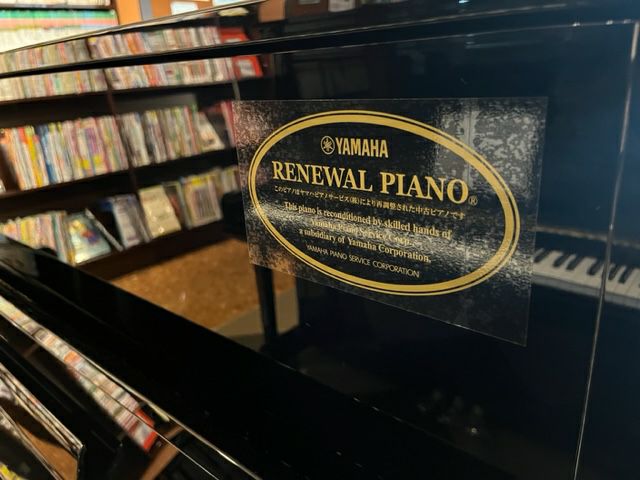 YAMAHA
RENEWAL PIANO®
このピアノはヤマハピアノサービス(株)により再調整された中古ピアノです
This piano is reconditioned by skilled hands of
Yamaha Piano Service Corp.,
a subsidiary of Yamaha Corporation.
YAMAHA PIANO SERVICE CORPORATION